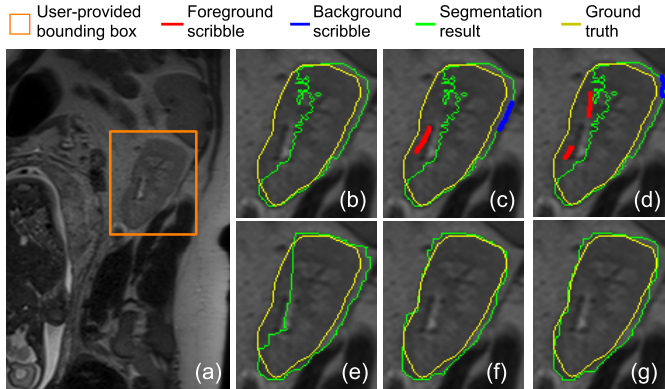 User-provided
bounding box
Foreground
scribble
Background
scribble
Segmentation
result
Ground
truth
(a)
(b)
(c)
(d)
(e)
(f)
(g)